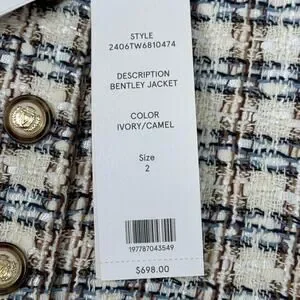 STYLE
2406TW6810474
DESCRIPTION
BENTLEY JACKET
COLOR
IVORY/CAMEL
Size
2
197787043549
$698.00